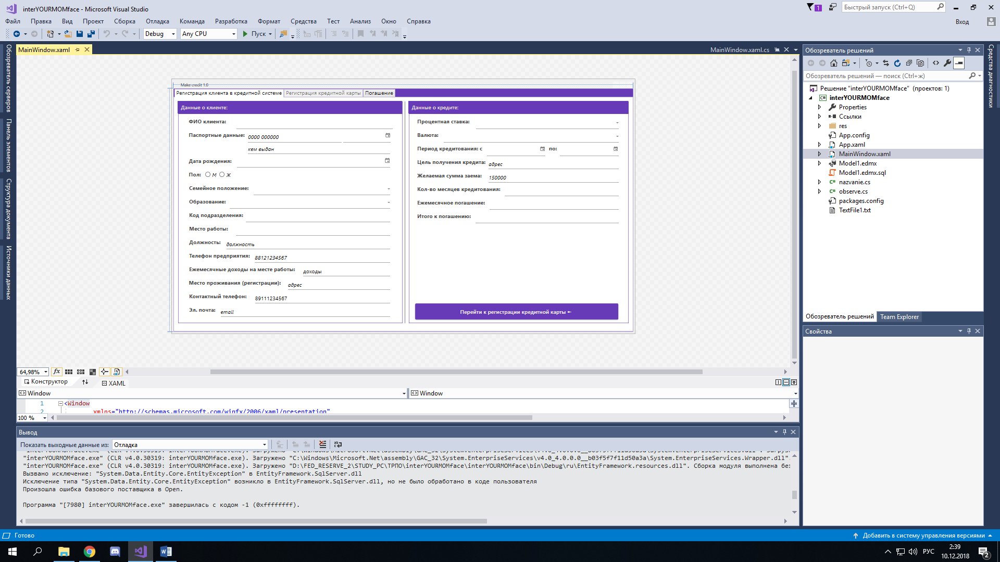 interYOURMOMface - Microsoft Visual Studio
1
Быстрый запуск (Ctrl+Q)
Файл Правка Вид Проект Сборка Отладка Команда Разработка Формат Средства Тест Анализ Окно Справка
Вход
Debug Any CPU Пуск
Обозреватель серверов
Панель элементов
Структура документа
Источники данных
MainWindow.xaml
MainWindow.xaml.cs
Make credit 1.0
Регистрация клиента в кредитной системе Регистрация кредитной карты Погашение
Данные о клиенте:
ФИО клиента:
Паспортные данные: 0000 000000
кем выдан
Дата рождения:
Пол: М Ж
Семейное положение:
Образование:
Код подразделения:
Место работы:
Должность: должность
Телефон предприятия: 88121234567
Ежемесячные доходы на месте работы: доходы
Место проживания (регистрации): адрес
Контактный телефон: 89111234567
Эл. почта: email
Данные о кредите:
Процентная ставка:
Валюта:
Период кредитования: с по:
Цель получения кредита: адрес
Желаемая сумма заема: 150000
Кол-во месяцев кредитования:
Ежемесячное погашение:
Итого к погашению:
Перейти к регистрации кредитной карты
64,98%
Конструктор XAML
Window Window
1 <Window
2 xmlns="http://schemas.microsoft.com/winfx/2006/xaml/presentation"
100 %
Вывод
Показать выходные данные из: Отладка
"interYOURMOMface.exe" (CLR v4.0.30319: interYOURMOMface.exe). Загружено "C:\Windows\Microsoft.Net\assembly\GAC_32\System.EnterpriseServices\v4.0_4.0.0.0__b03f5f7f11d50a3a\System.EnterpriseServices.Wrapper.dll".
"interYOURMOMface.exe" (CLR v4.0.30319: interYOURMOMface.exe). Загружено "D:\FED_RESERVE_2\STUDY_PC\ТРПО\interYOURMOMface\interYOURMOMface\bin\Debug\ru\EntityFramework.resources.dll". Сборка модуля выполнена без
Вызвано исключение: "System.Data.Entity.Core.EntityException" в EntityFramework.SqlServer.dll
Исключение типа "System.Data.Entity.Core.EntityException" возникло в EntityFramework.SqlServer.dll, но не было обработано в коде пользователя
Произошла ошибка базового поставщика в Open.
Программа "[7980] interYOURMOMface.exe" завершилась с кодом -1 (0xffffffff).
Обозреватель решений
Обозреватель решений — поиск (Ctrl+ж)
Решение "interYOURMOMface" (проектов: 1)
interYOURMOMface
Properties
Ссылки
res
App.config
App.xaml
MainWindow.xaml
Model1.edmx
Model1.edmx.sql
nazvanie.cs
observe.cs
packages.config
TextFile1.txt
Обозреватель решений Team Explorer
Свойства
Средства диагностики
Готово
Добавить в систему управления версиями
РУС
2:39
10.12.2018
2